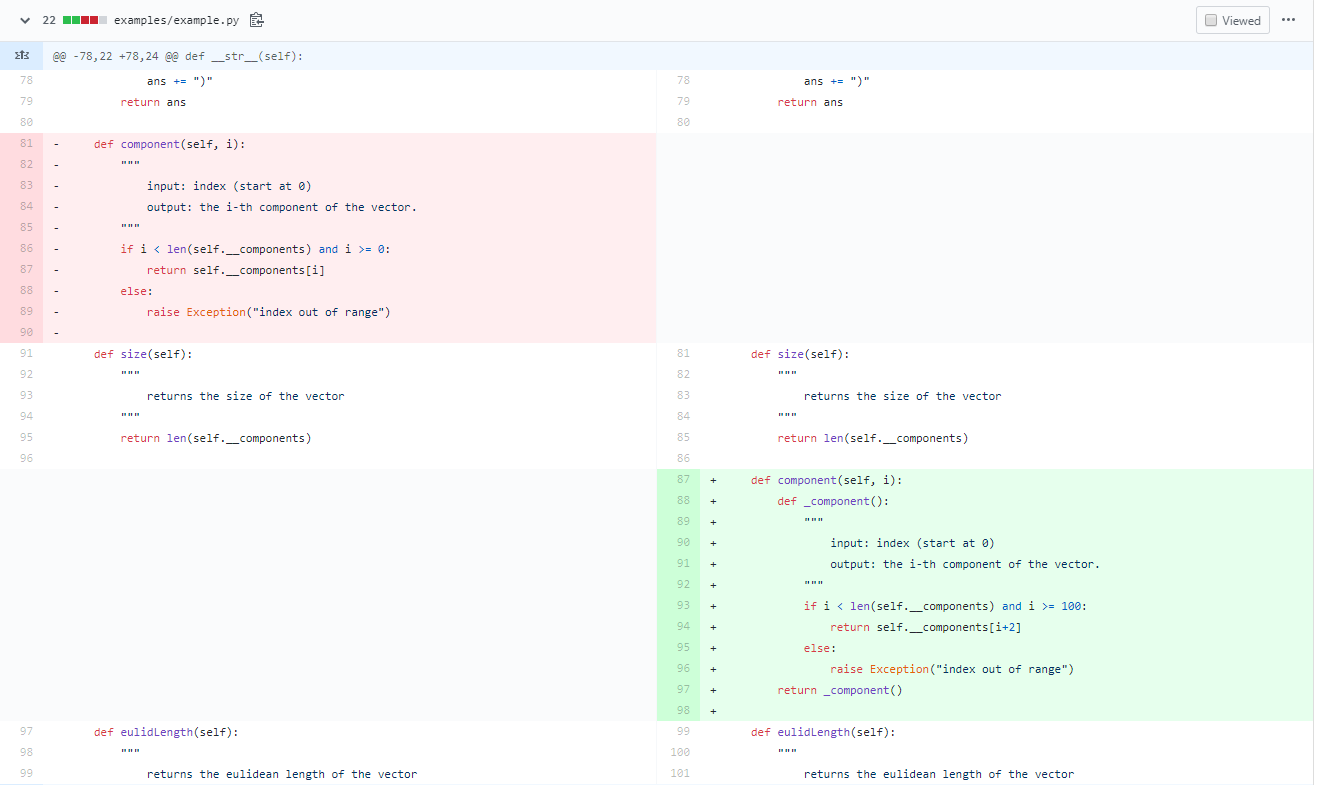 22 examples/example.py Viewed
@@ -78,22 +78,24 @@ def __str__(self):
78 ans += ")"
79 return ans
80
81 - def component(self, i):
82 - """
83 - input: index (start at 0)
84 - output: the i-th component of the vector.
85 - """
86 - if i < len(self.__components) and i >= 0:
87 - return self.__components[i]
88 - else:
89 - raise Exception("index out of range")
90 -
91 def size(self):
92 """
93 returns the size of the vector
94 """
95 return len(self.__components)
96
97 def eulidLength(self):
98 """
99 returns the eulidean length of the vector
78 ans += ")"
79 return ans
80
81 def size(self):
82 """
83 returns the size of the vector
84 """
85 return len(self.__components)
86
87 + def component(self, i):
88 + def _component():
89 + """
90 + input: index (start at 0)
91 + output: the i-th component of the vector.
92 + """
93 + if i < len(self.__components) and i >= 100:
94 + return self.__components[i+2]
95 + else:
96 + raise Exception("index out of range")
97 + return _component()
98 +
99 def eulidLength(self):
100 """
101 returns the eulidean length of the vector